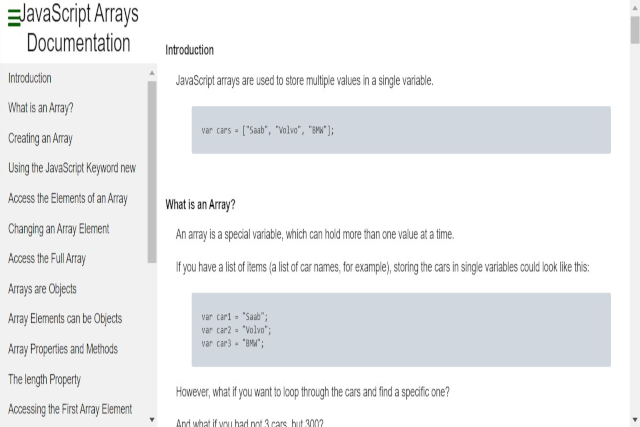 JavaScript Arrays
Documentation
Introduction
What is an Array?
Creating an Array
Using the JavaScript Keyword new
Access the Elements of an Array
Changing an Array Element
Access the Full Array
Arrays are Objects
Array Elements can be Objects
Array Properties and Methods
The length Property
Accessing the First Array Element
Introduction
JavaScript arrays are used to store multiple values in a single variable.
var cars = ["Saab", "Volvo", "BMW"];
What is an Array?
An array is a special variable, which can hold more than one value at a time.
If you have a list of items (a list of car names, for example), storing the cars in single variables could look like this:
var car1 = "Saab";
var car2 = "Volvo";
var car3 = "BMW";
However, what if you want to loop through the cars and find a specific one?
And what if you had not 3 cars, but 300?